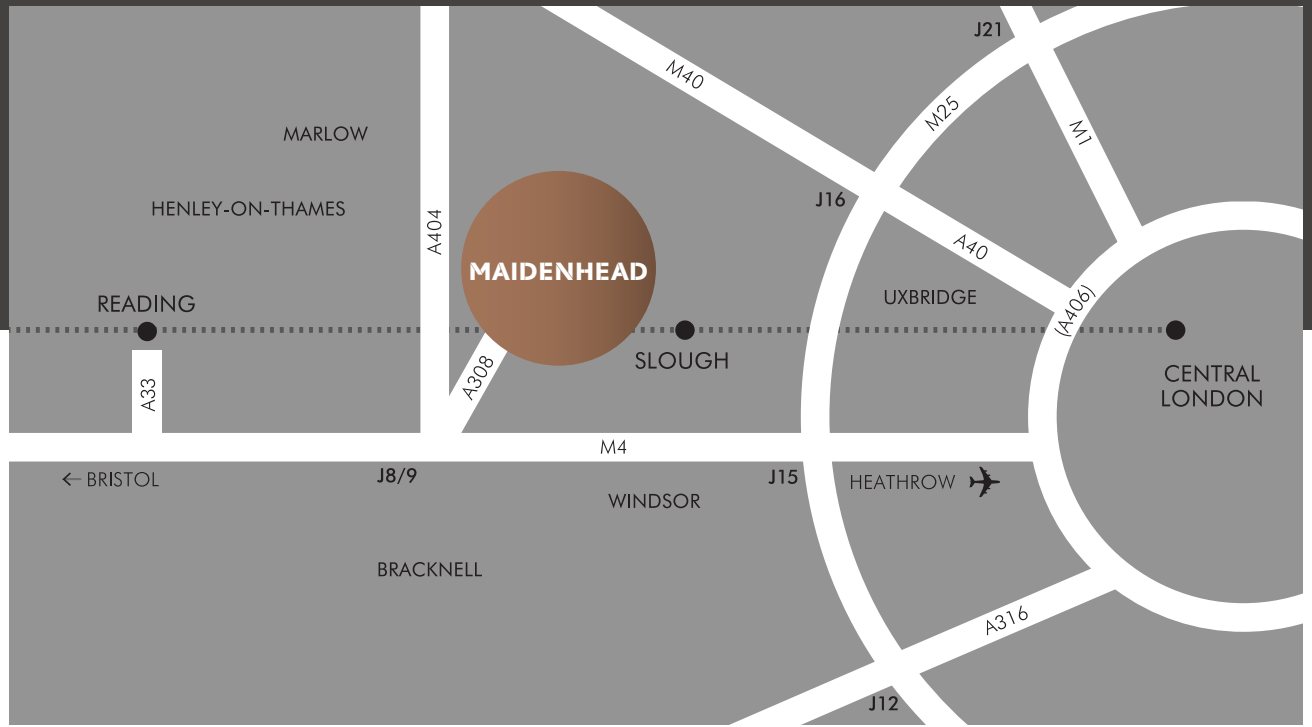 J21
M40
M25
MARLOW
M1
J16
HENLEY-ON-THAMES
A404
A40
MAIDENHEAD
UXBRIDGE
READING
(A406)
SLOUGH
A308
CENTRAL
LONDON
A33
M4
← BRISTOL
J8/9
J15
HEATHROW
WINDSOR
BRACKNELL
A316
J12